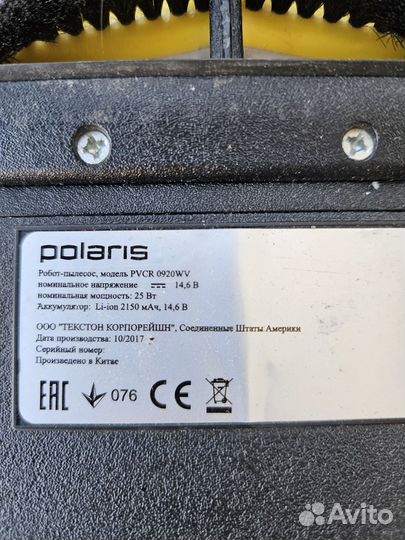 polaris
Робот-пылесос, модель PVCR 0920WV
номинальное напряжение 14,6 В
номинальная мощность: 25 Вт
Аккумулятор: Li-ion 2150 мАч, 14,6 В
ООО "ТЕКСТОН КОРПОРЕЙШН", Соединенные Штаты Америки
Дата производства: 10/2017
Серийный номер:
Произведено в Китае
EAC 076 CE
Avito